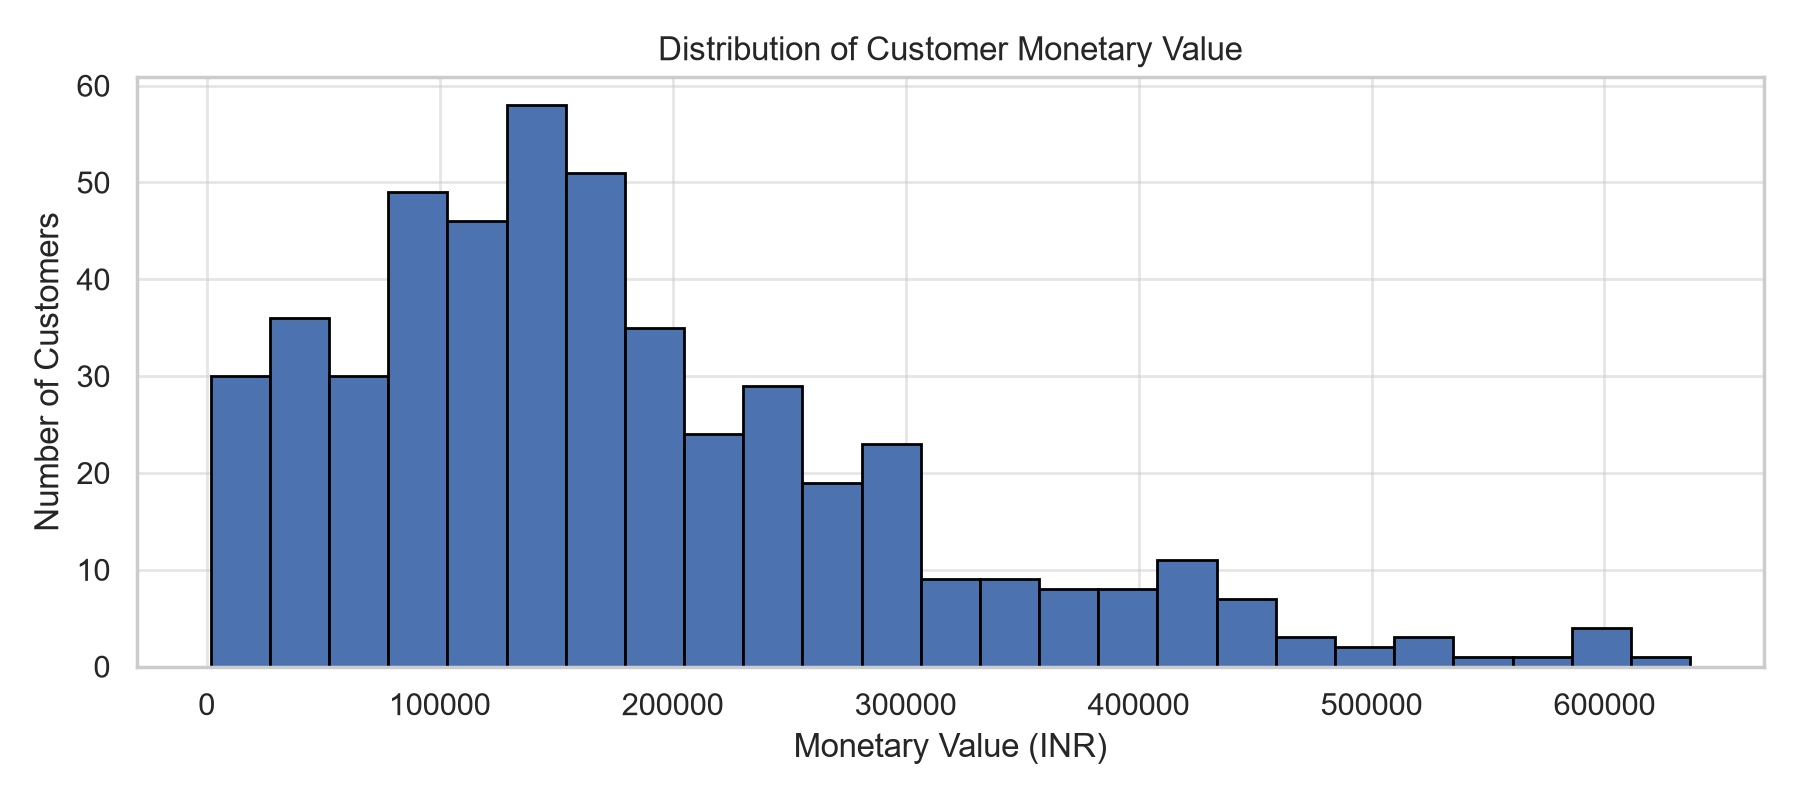 Distribution of Customer Monetary Value
60
50
40
30
20
10
0
Number of Customers
0 100000 200000 300000 400000 500000 600000
Monetary Value (INR)